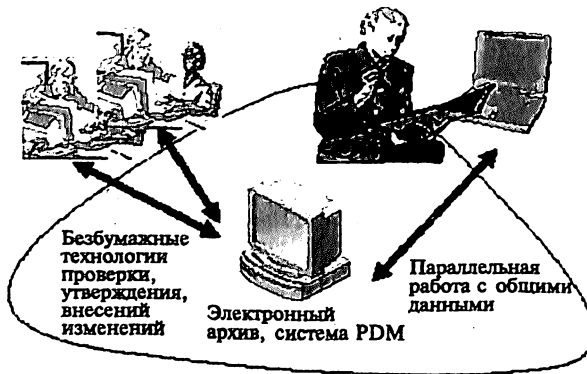 Безбумажные
технологии
проверки,
утверждения,
внесений
изменений
Электронный
архив, система PDM
Параллельная
работа с общими
данными